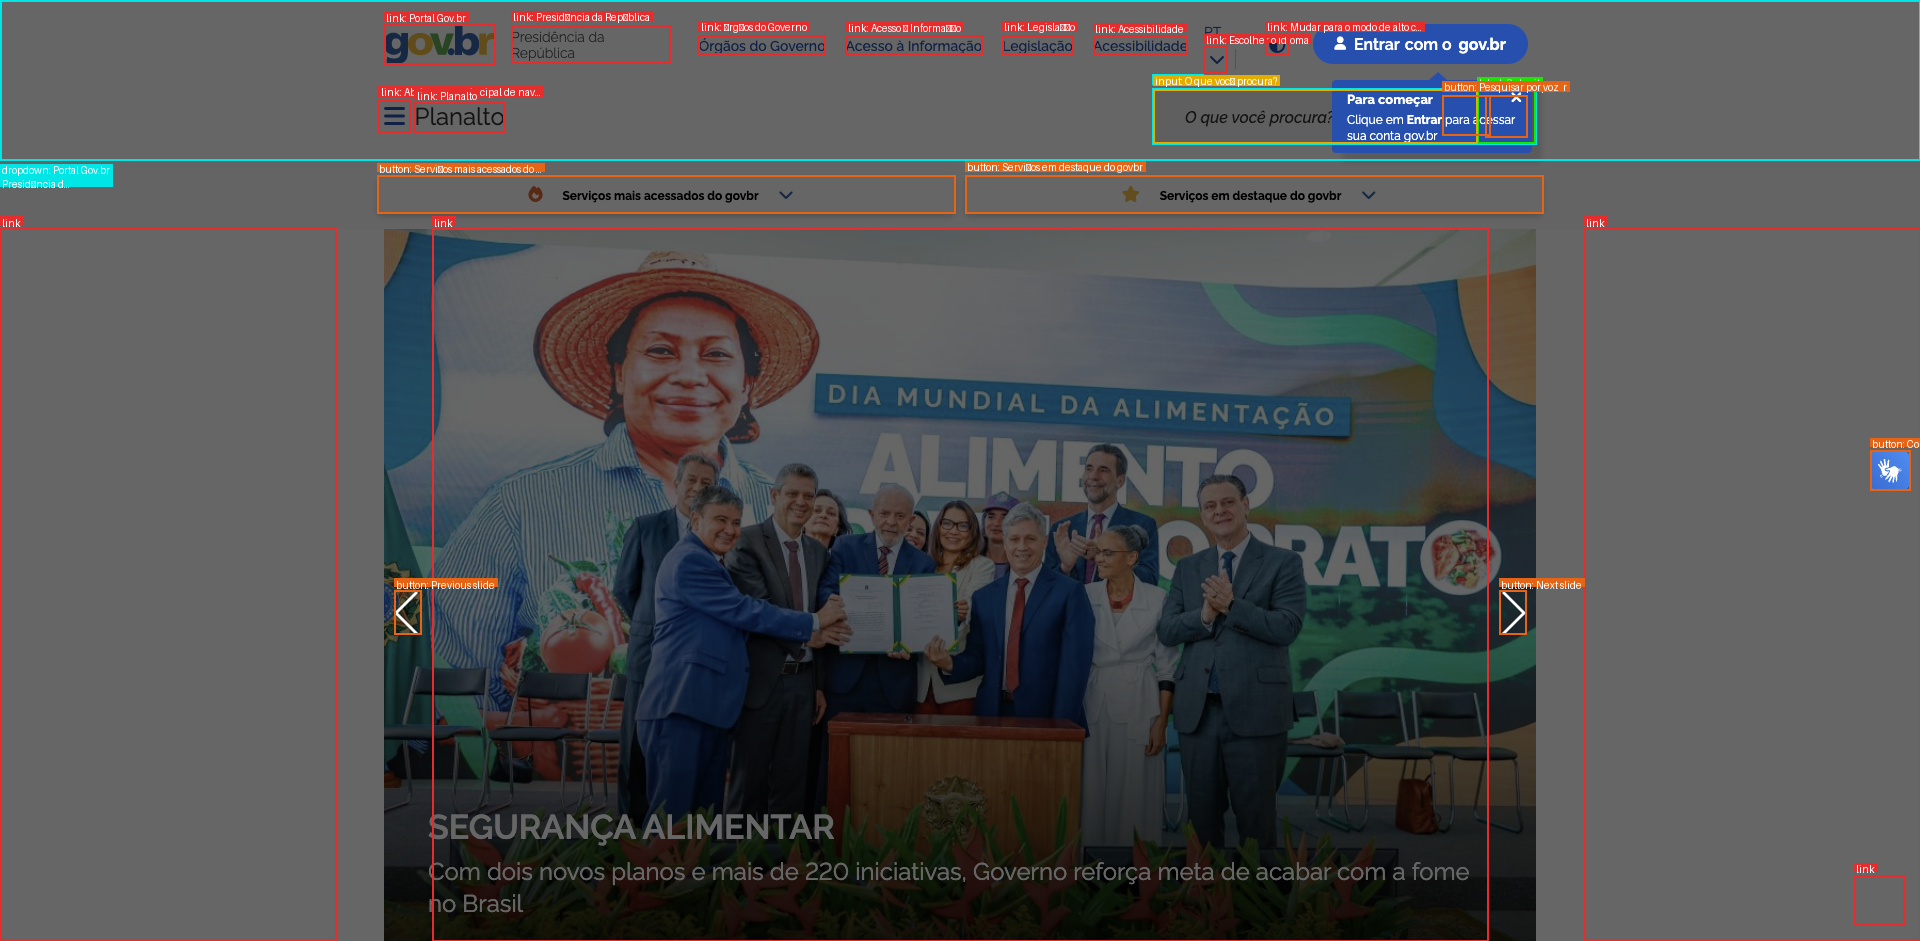 link: Portal Gov.br
link: Presidência da República
link: Órgãos do Governo
link: Acesso à Informação
link: Legislação
link: Acessibilidade
link: Mudar para o modo de alto c...
gov.br
Presidência da
República
Órgãos do Governo
Acesso à Informação
Legislação
Acessibilidade
PT
Entrar com o gov.br
link: Planalto
cipal de nav...
Planalto
input: O que você procura?
O que você procura?
button: Pesquisar por voz
Para começar
Clique em Entrar para acessar
sua conta gov.br
dropdown: Portal Gov.br
Presidência d...
button: Serviços mais acessados do ...
button: Serviços em destaque do govbr
Serviços mais acessados do govbr
Serviços em destaque do govbr
link
link
link
DIA MUNDIAL DA ALIMENTAÇÃO
ALIMENTO
PRATO
button: Co
button: Previous slide
button: Next slide
SEGURANÇA ALIMENTAR
Com dois novos planos e mais de 220 iniciativas, Governo reforça meta de acabar com a fome
no Brasil
link